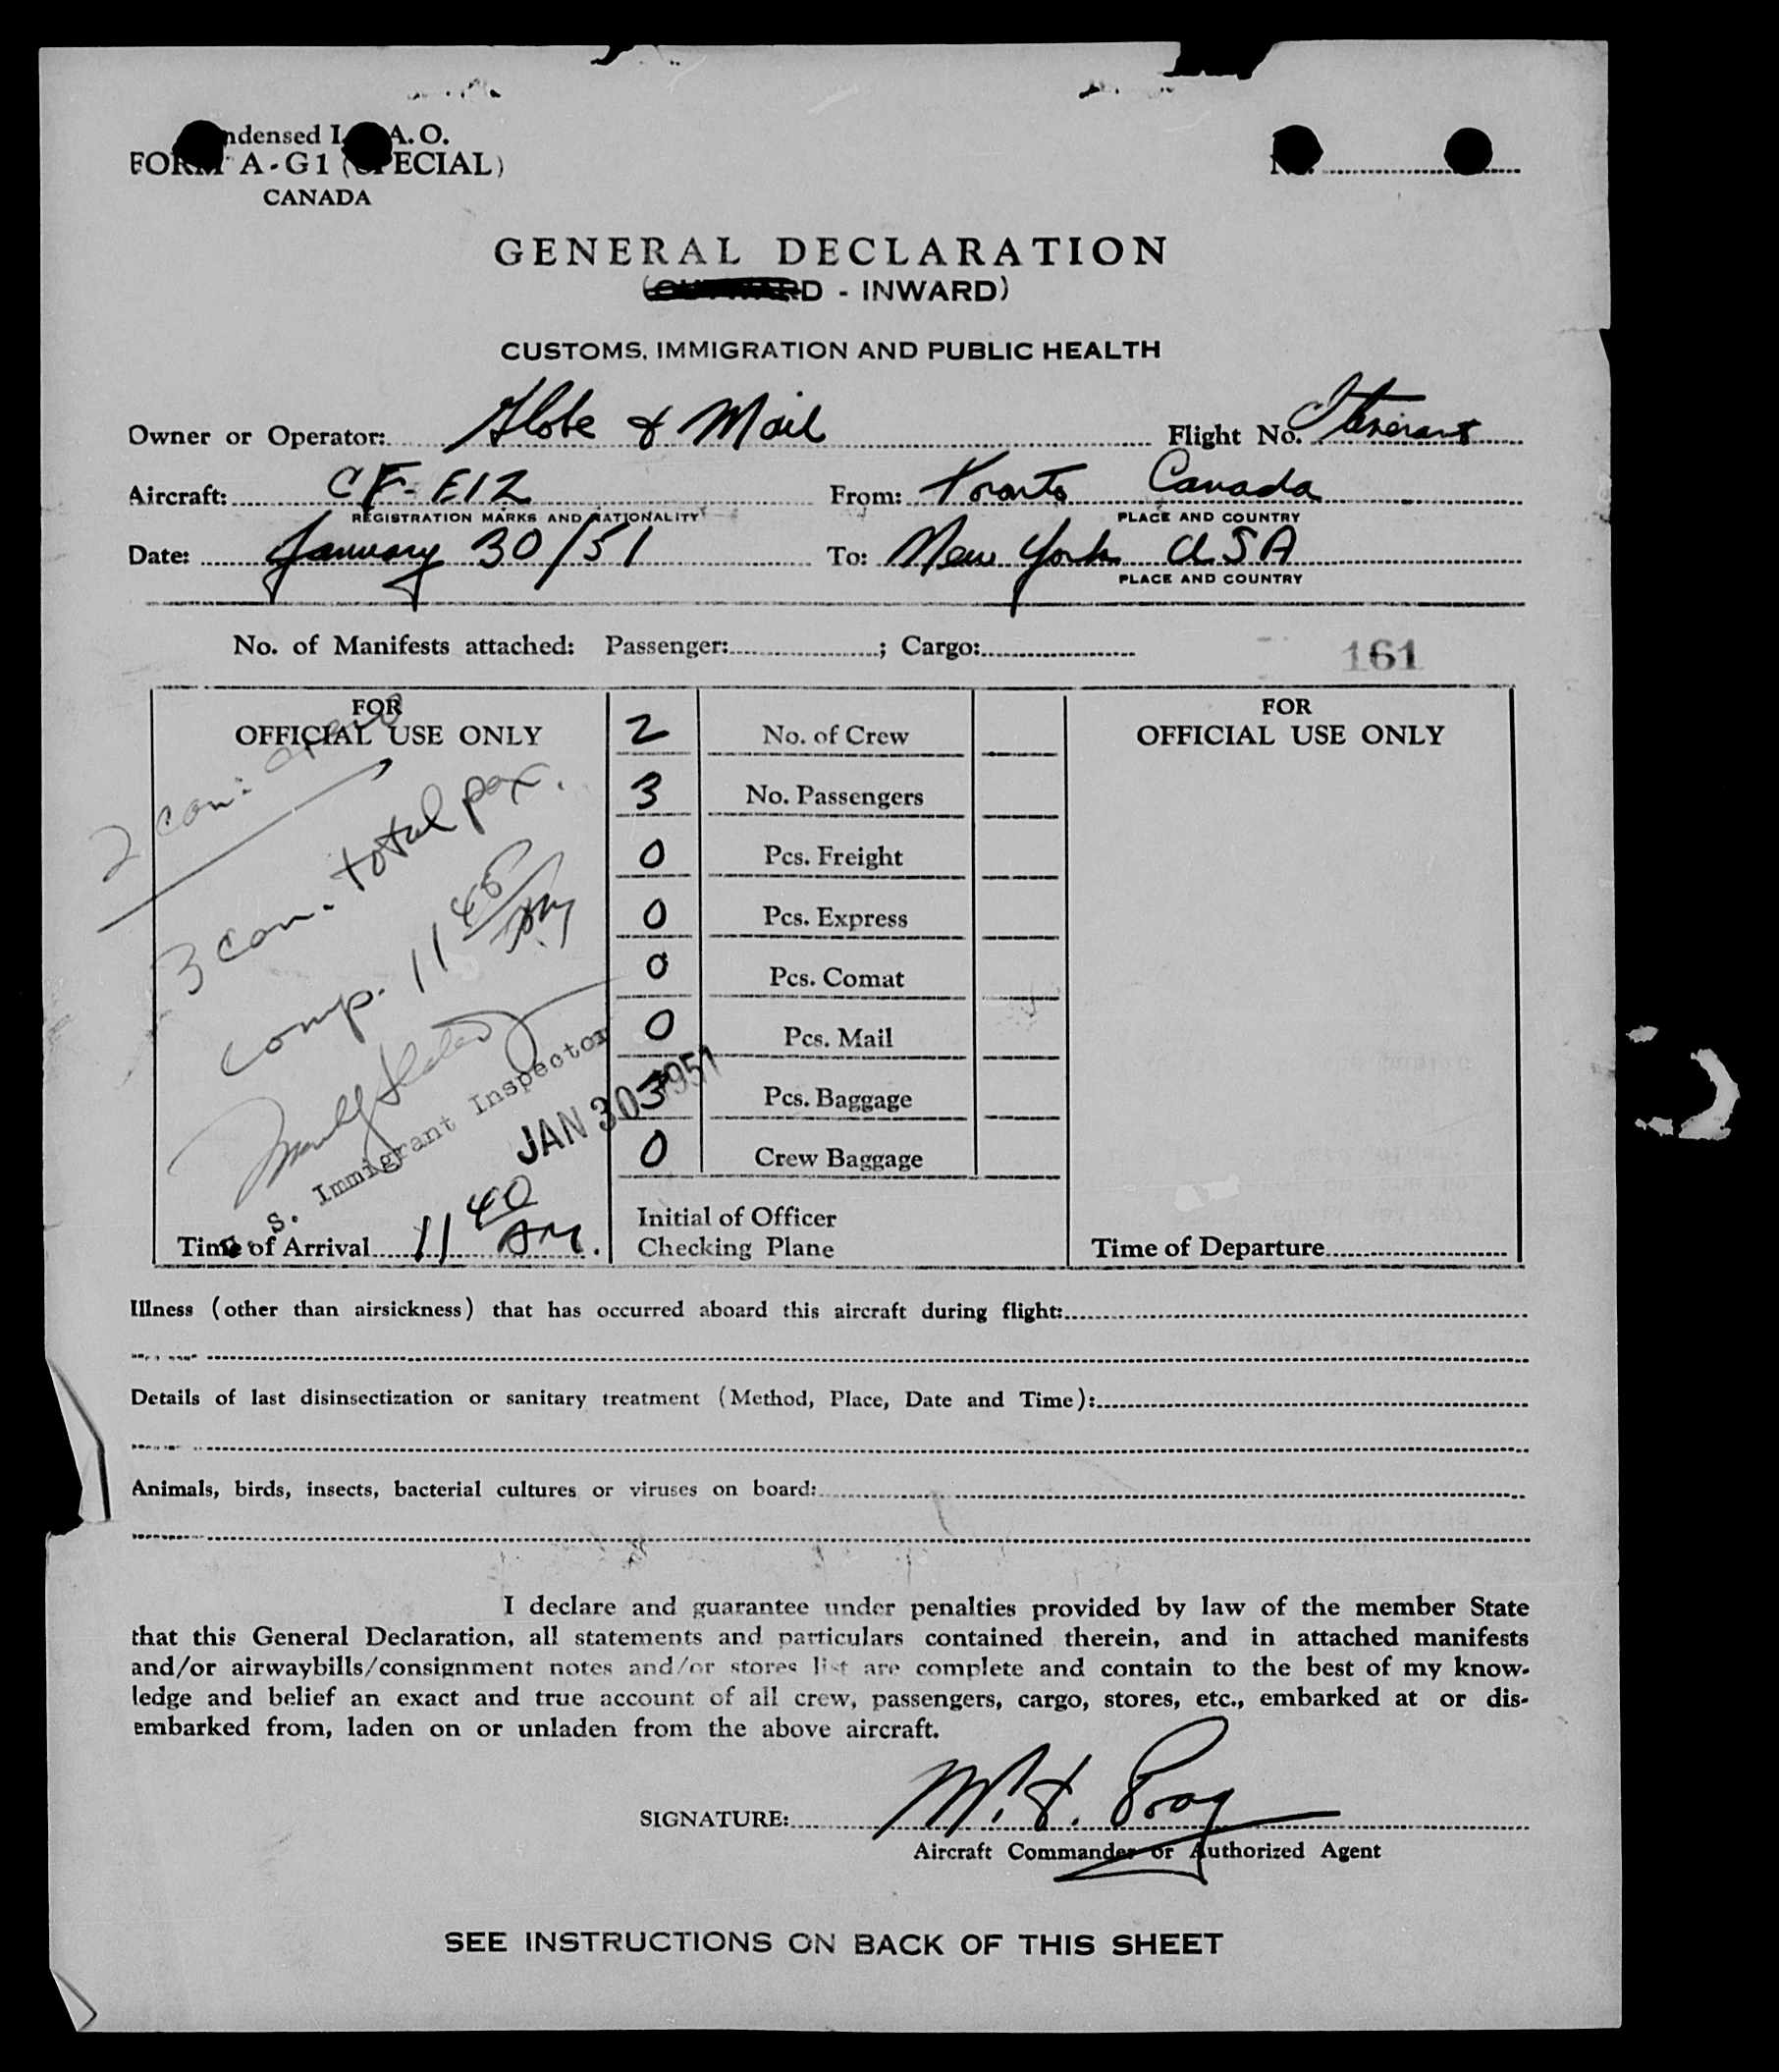 ndensed I. A.O.
FORM A-G1 (SPECIAL)
CANADA
No.
GENERAL DECLARATION
(OUTWARD - INWARD)
CUSTOMS, IMMIGRATION AND PUBLIC HEALTH
Owner or Operator: Globe & Mail Flight No. Itinerant
Aircraft: CF-EIZ From: Toronto Canada
REGISTRATION MARKS AND NATIONALITY PLACE AND COUNTRY
Date: January 30/51 To: New York USA
PLACE AND COUNTRY
No. of Manifests attached: Passenger: ; Cargo:
161
FOR
OFFICIAL USE ONLY
2 can: crew
3 can. total pax.
comp. 11 45 AM
S. Immigrant Inspector
JAN 30 1951
Time of Arrival 11 40 AM.
2 No. of Crew
3 No. Passengers
0 Pcs. Freight
0 Pcs. Express
0 Pcs. Comat
0 Pcs. Mail
3 Pcs. Baggage
0 Crew Baggage
Initial of Officer
Checking Plane
FOR
OFFICIAL USE ONLY
Time of Departure
Illness (other than airsickness) that has occurred aboard this aircraft during flight:
Details of last disinsectization or sanitary treatment (Method, Place, Date and Time):
Animals, birds, insects, bacterial cultures or viruses on board:
I declare and guarantee under penalties provided by law of the member State
that this General Declaration, all statements and particulars contained therein, and in attached manifests
and/or airwaybills/consignment notes and/or stores list are complete and contain to the best of my know-
ledge and belief an exact and true account of all crew, passengers, cargo, stores, etc., embarked at or dis-
embarked from, laden on or unladen from the above aircraft.
SIGNATURE:
Aircraft Commander or Authorized Agent
SEE INSTRUCTIONS ON BACK OF THIS SHEET